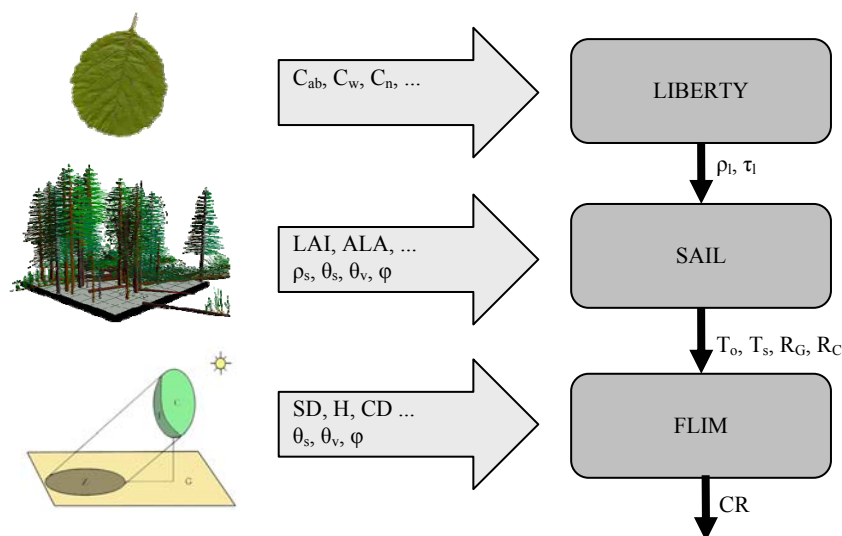 C_ab, C_w, C_n, ...
LIBERTY
ρ_l, τ_l
LAI, ALA, ...
ρ_s, θ_s, θ_v, φ
SAIL
T_o, T_s, R_G, R_C
C
G
SD, H, CD ...
θ_s, θ_v, φ
FLIM
CR